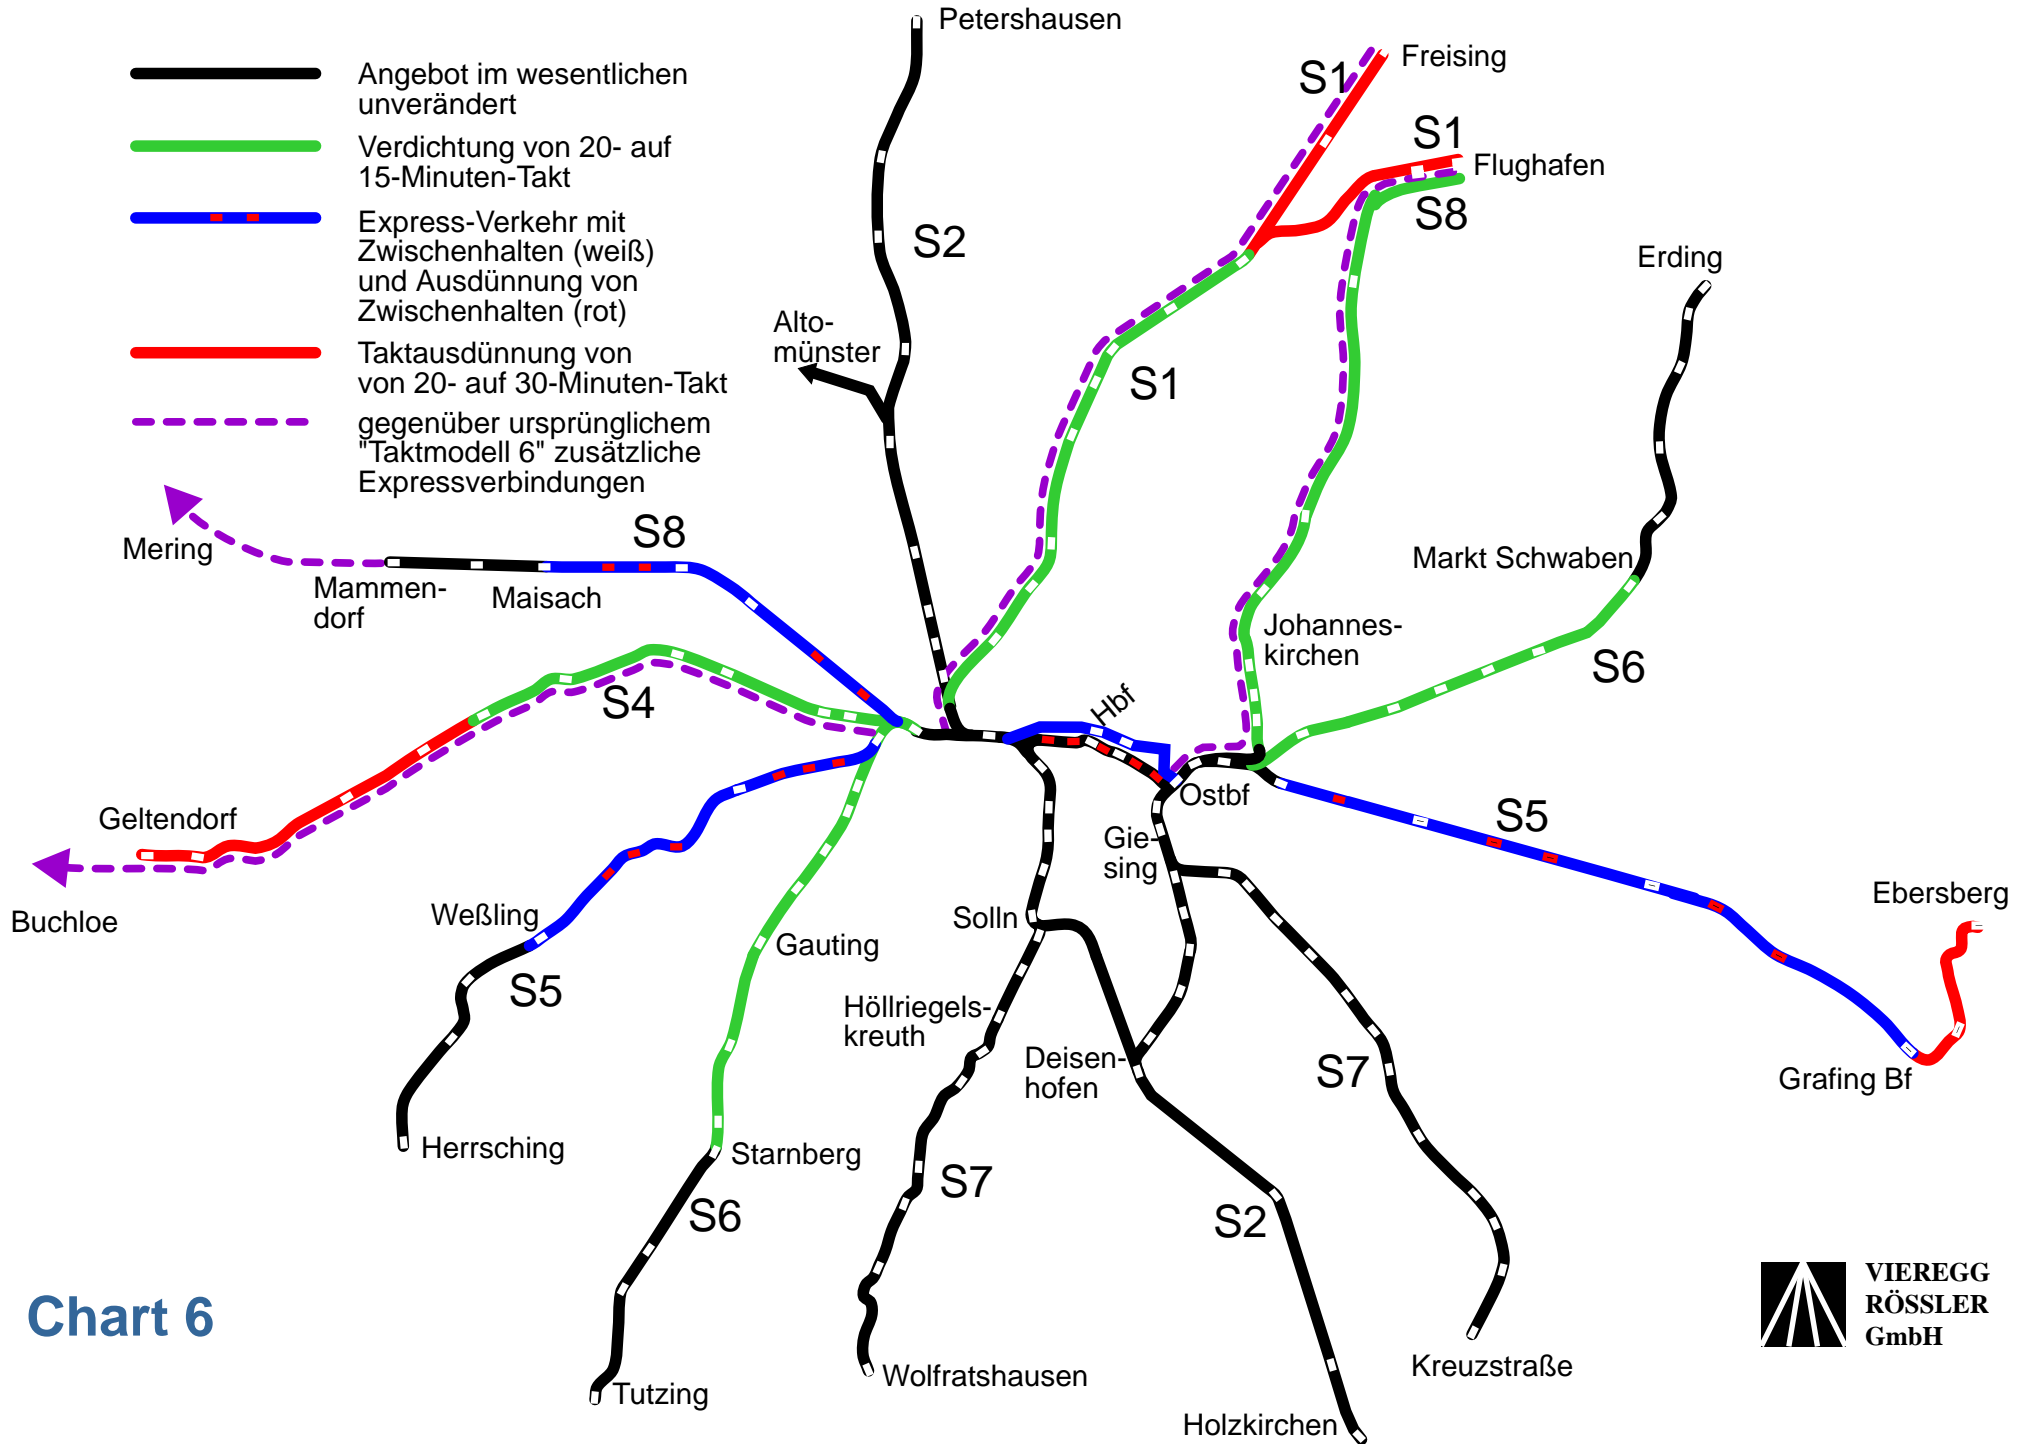 Angebot im wesentlichen
unverändert
Verdichtung von 20- auf
15-Minuten-Takt
Express-Verkehr mit
Zwischenhalten (weiß)
und Ausdünnung von
Zwischenhalten (rot)
Taktausdünnung von
von 20- auf 30-Minuten-Takt
gegenüber ursprünglichem
"Taktmodell 6" zusätzliche
Expressverbindungen
Petershausen
S1
Freising
S1
Flughafen
S8
S2
Erding
Alto-
münster
S1
S8
Mering
Mammen-
dorf
Maisach
Markt Schwaben
Johannes-
kirchen
S6
S4
Hbf
Ostbf
S5
Geltendorf
Gie-
sing
Buchloe
Weßling
Solln
Ebersberg
Gauting
S5
Höllriegels-
kreuth
Deisen-
hofen
S7
Grafing Bf
Herrsching
Starnberg
S7
S6
S2
Kreuzstraße
Wolfratshausen
Tutzing
Holzkirchen
Chart 6
VIEREGG
RÖSSLER
GmbH